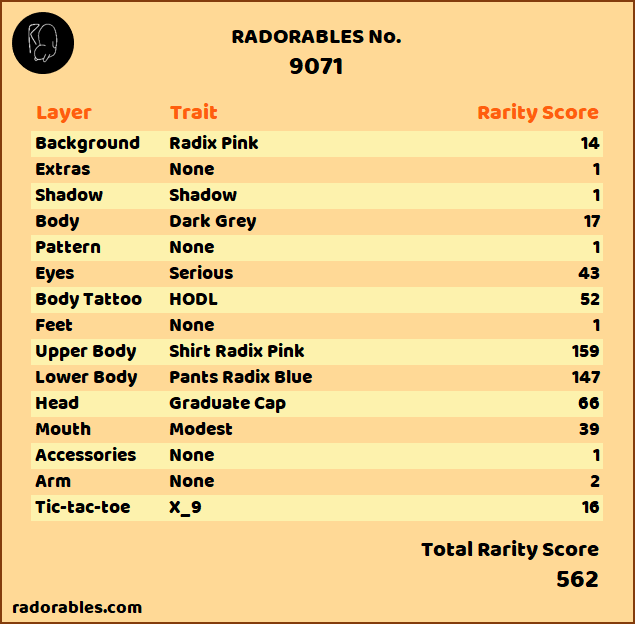 RADORABLES No.
9071
Layer Trait Rarity Score
Background Radix Pink 14
Extras None 1
Shadow Shadow 1
Body Dark Grey 17
Pattern None 1
Eyes Serious 43
Body Tattoo HODL 52
Feet None 1
Upper Body Shirt Radix Pink 159
Lower Body Pants Radix Blue 147
Head Graduate Cap 66
Mouth Modest 39
Accessories None 1
Arm None 2
Tic-tac-toe X_9 16
Total Rarity Score
562
radorables.com